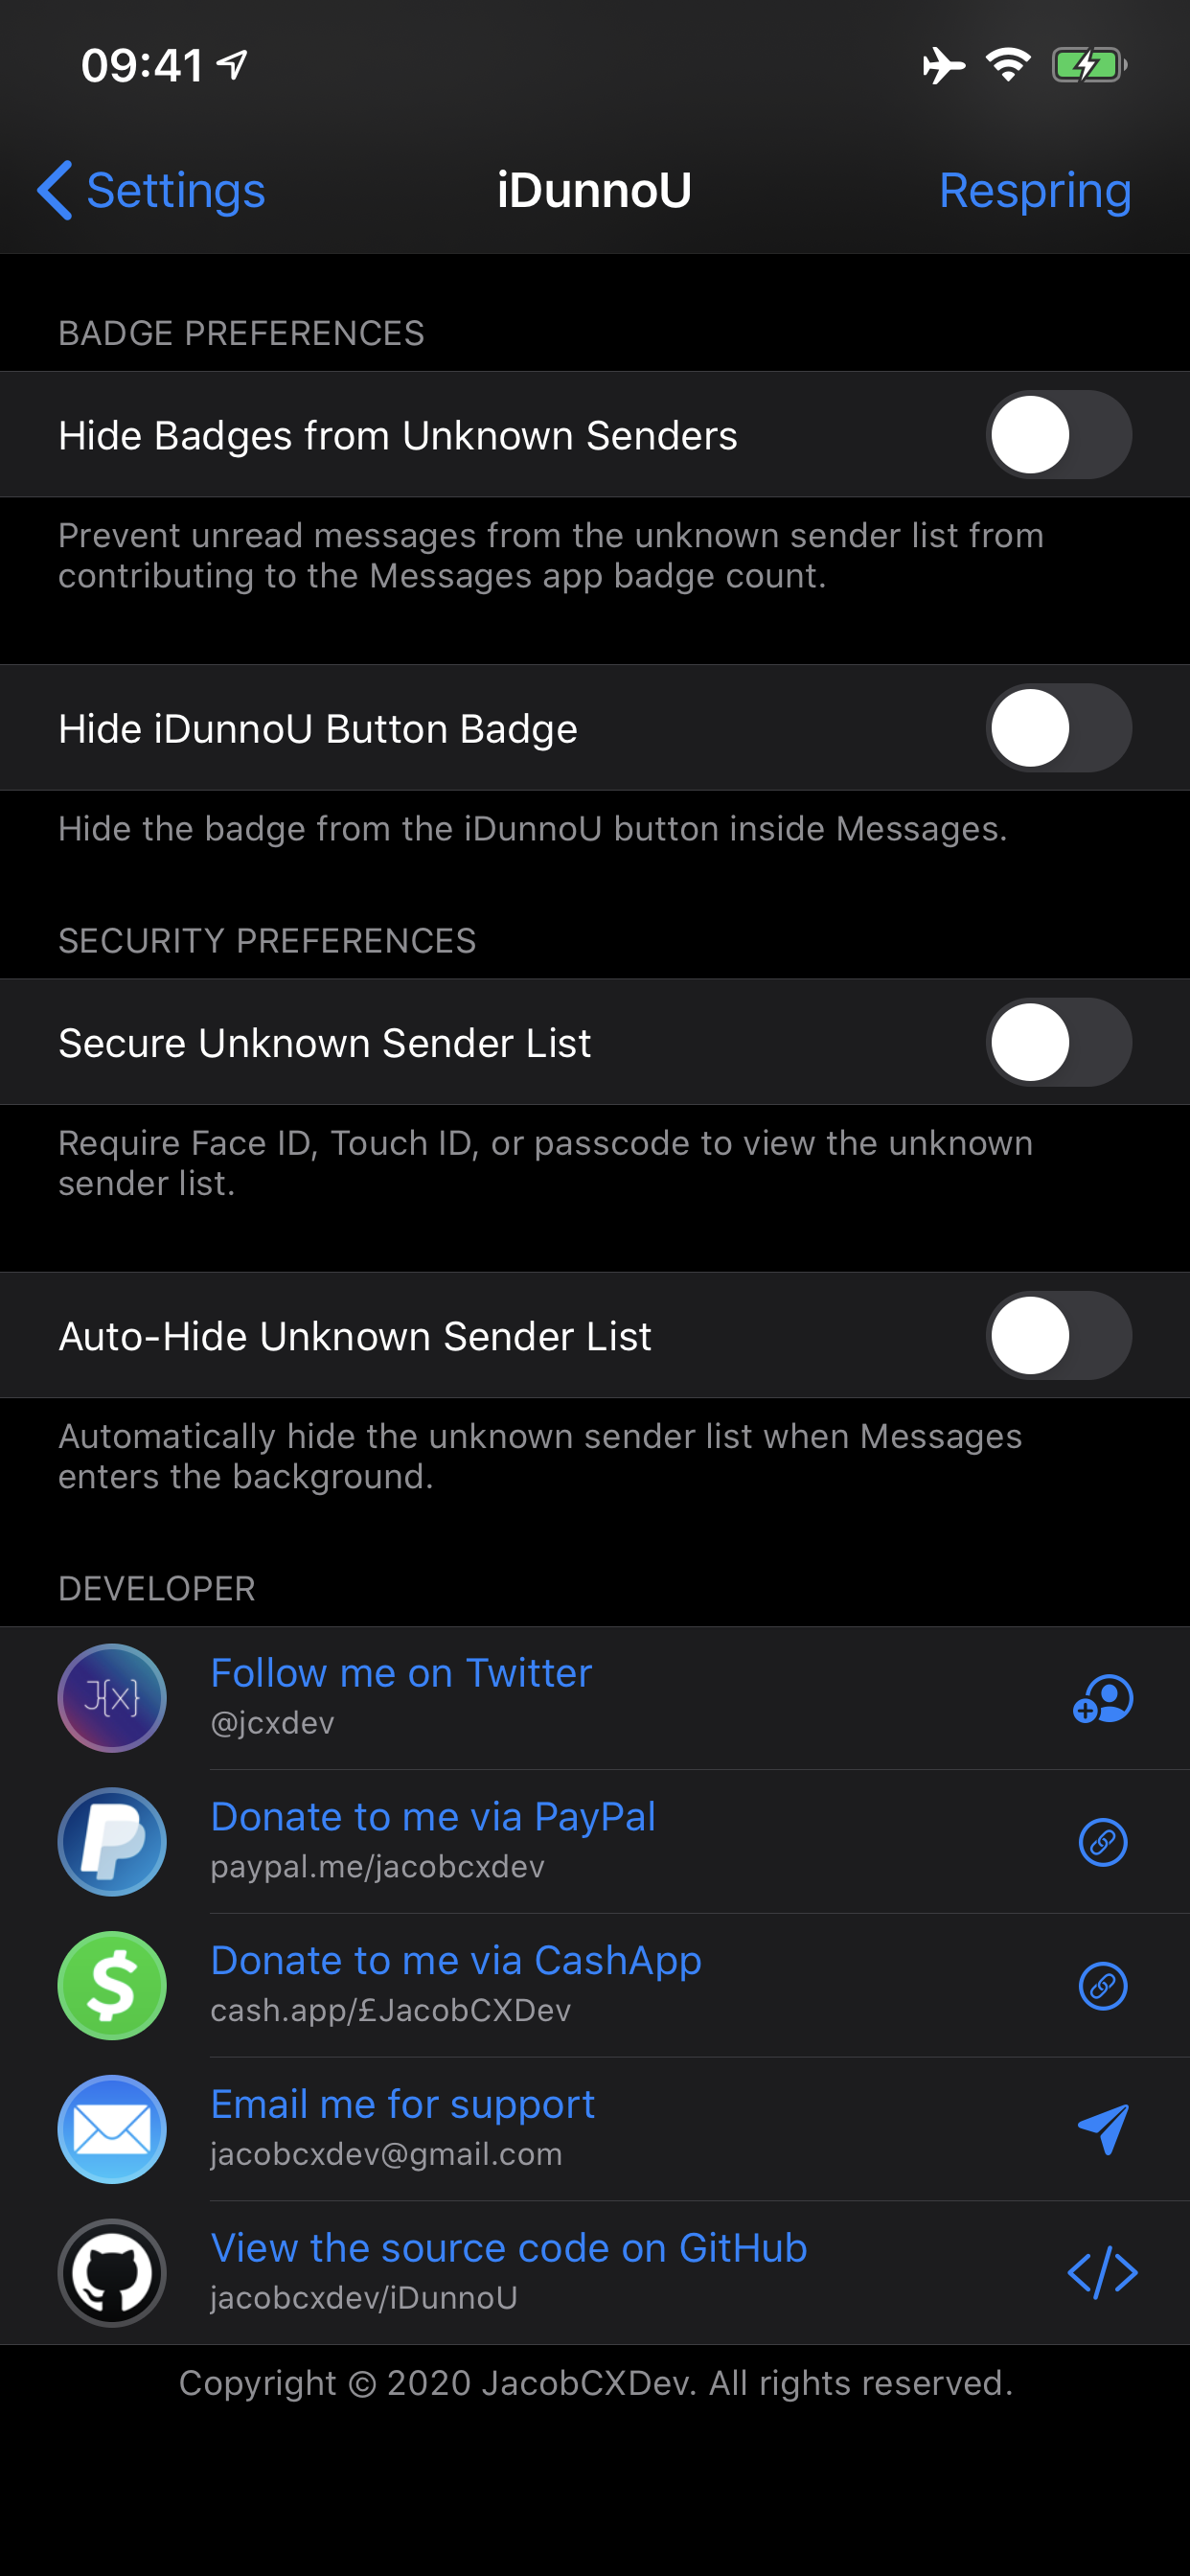 09:41
Settings
iDunnoU
Respring
BADGE PREFERENCES
Hide Badges from Unknown Senders
Prevent unread messages from the unknown sender list from
contributing to the Messages app badge count.
Hide iDunnoU Button Badge
Hide the badge from the iDunnoU button inside Messages.
SECURITY PREFERENCES
Secure Unknown Sender List
Require Face ID, Touch ID, or passcode to view the unknown
sender list.
Auto-Hide Unknown Sender List
Automatically hide the unknown sender list when Messages
enters the background.
DEVELOPER
J{x}
Follow me on Twitter
@jcxdev
Donate to me via PayPal
paypal.me/jacobcxdev
$
Donate to me via CashApp
cash.app/£JacobCXDev
Email me for support
jacobcxdev@gmail.com
View the source code on GitHub
jacobcxdev/iDunnoU
</>
Copyright © 2020 JacobCXDev. All rights reserved.